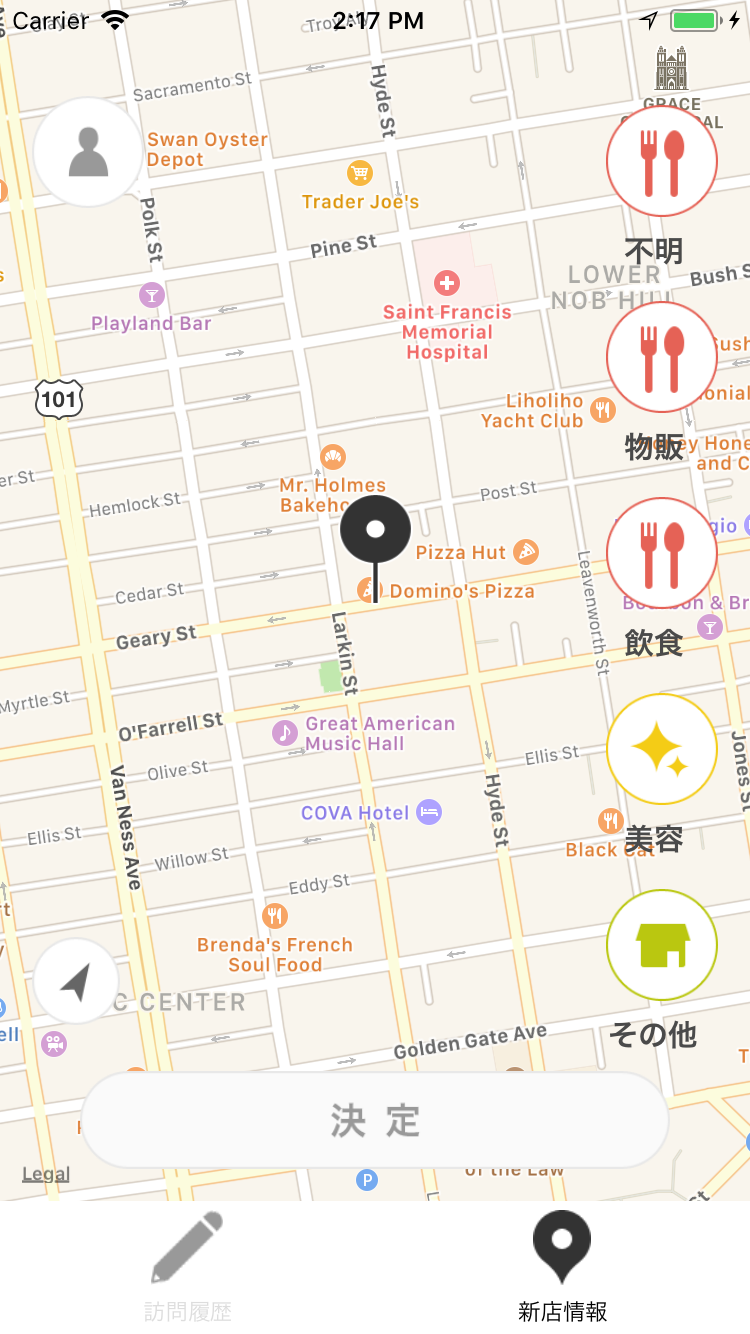 Carrier 2:17 PM
GRACE
Sacramento St
Hyde St
Swan Oyster
Depot
Trader Joe's
Polk St
不明
Pine St
LOWER
NOB HILL
Bush S
Saint Francis
Memorial
Hospital
Playland Bar
101
Liholiho
Yacht Club
物販
and C
Mr. Holmes
Post St
Hemlock St
Pizza Hut
Cedar St
Domino's Pizza
Leavenworth St
Geary St
Larkin St
飲食
Myrtle St
O'Farrell St
Great American
Music Hall
Jones St
Olive St
Ellis St
Van Ness Ave
Hyde St
COVA Hotel
Ellis St
美容
Black Cat
Willow St
Eddy St
Brenda's French
Soul Food
C CENTER
その他
Golden Gate Ave
決定
Legal
of the Law
P
訪問履歴
新店情報